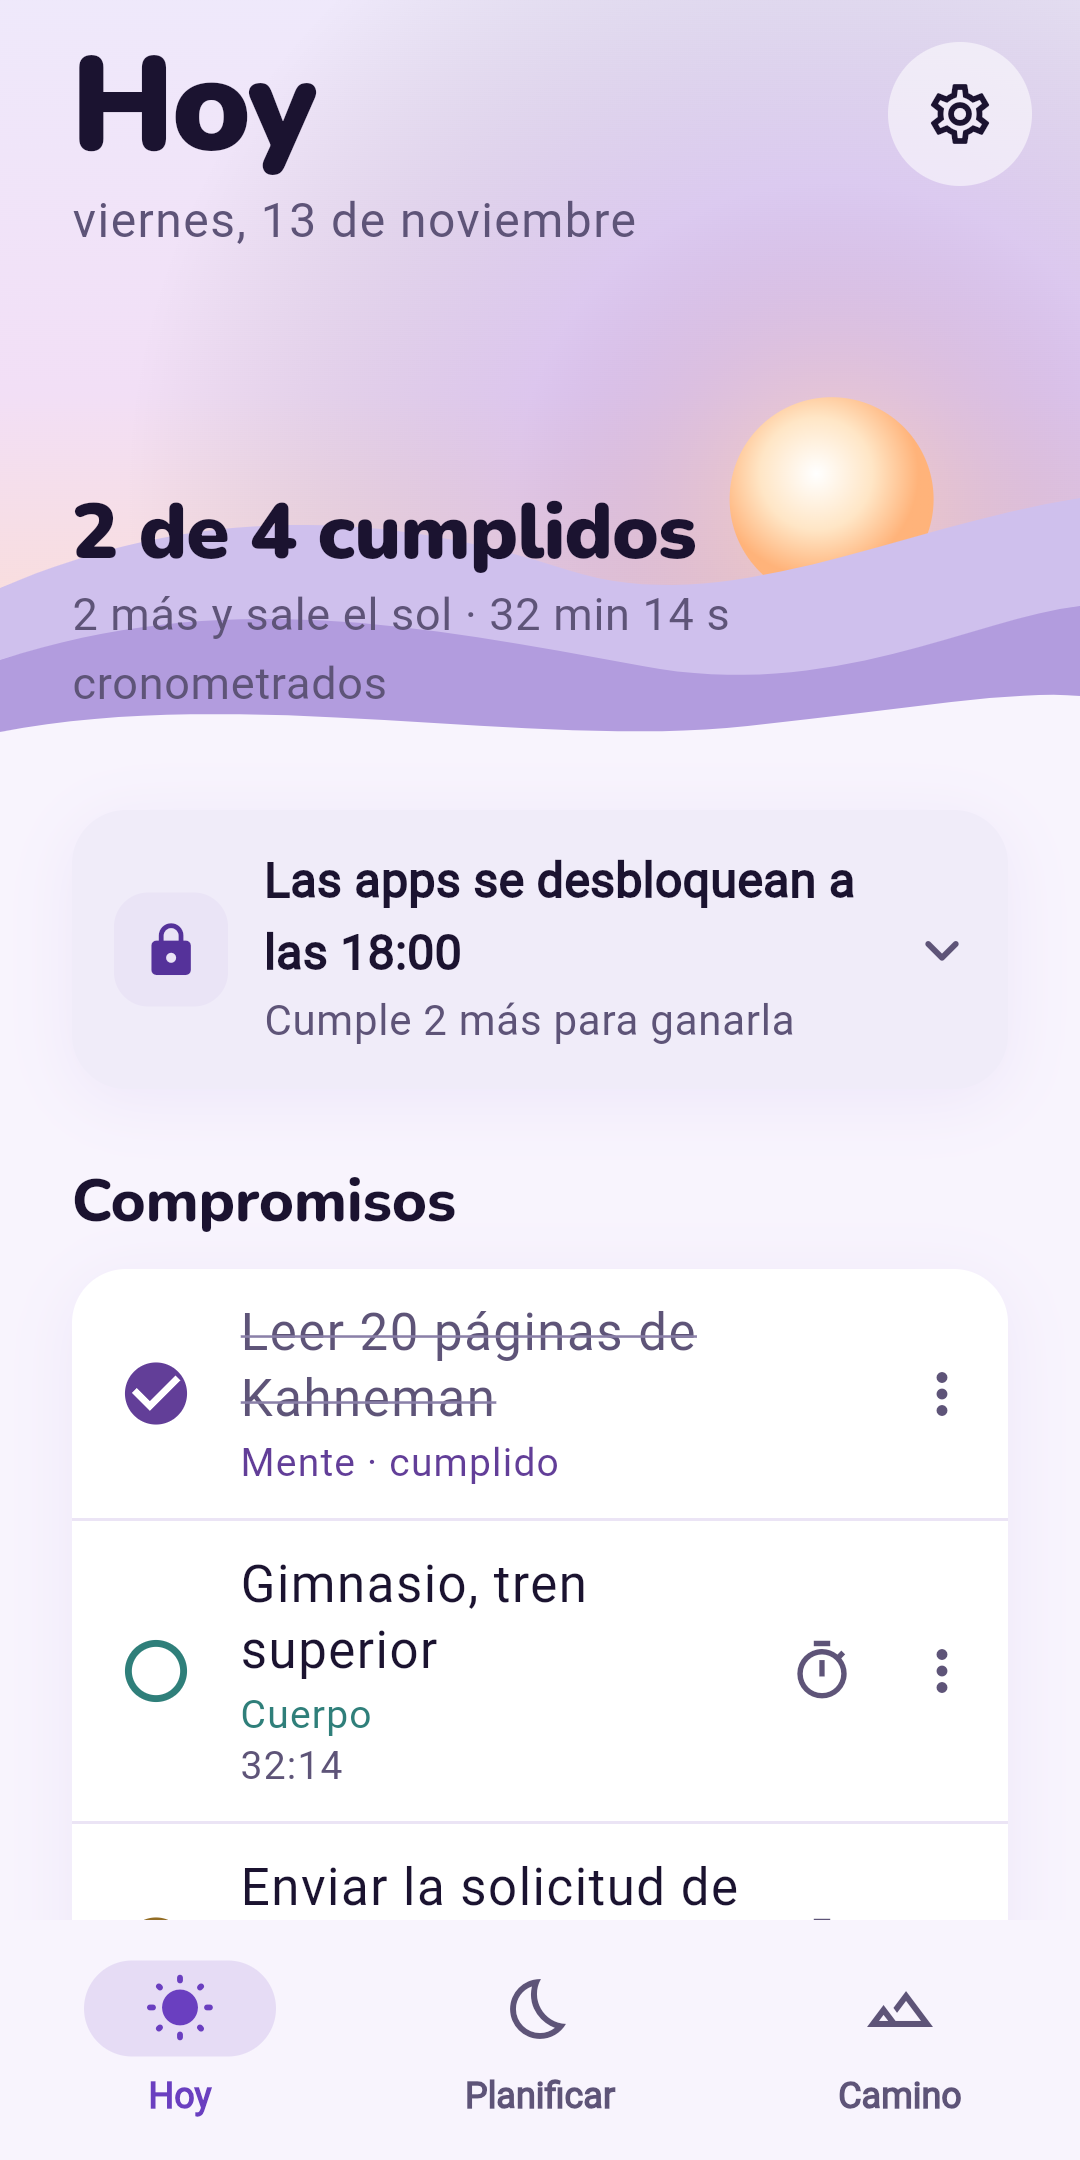 Hoy
viernes, 13 de noviembre
2 de 4 cumplidos
2 más y sale el sol · 32 min 14 s
cronometrados
Las apps se desbloquean a
las 18:00
Cumple 2 más para ganarla
Compromisos
Leer 20 páginas de
Kahneman
Mente · cumplido
Gimnasio, tren
superior
Cuerpo
32:14
Enviar la solicitud de
Hoy
Planificar
Camino